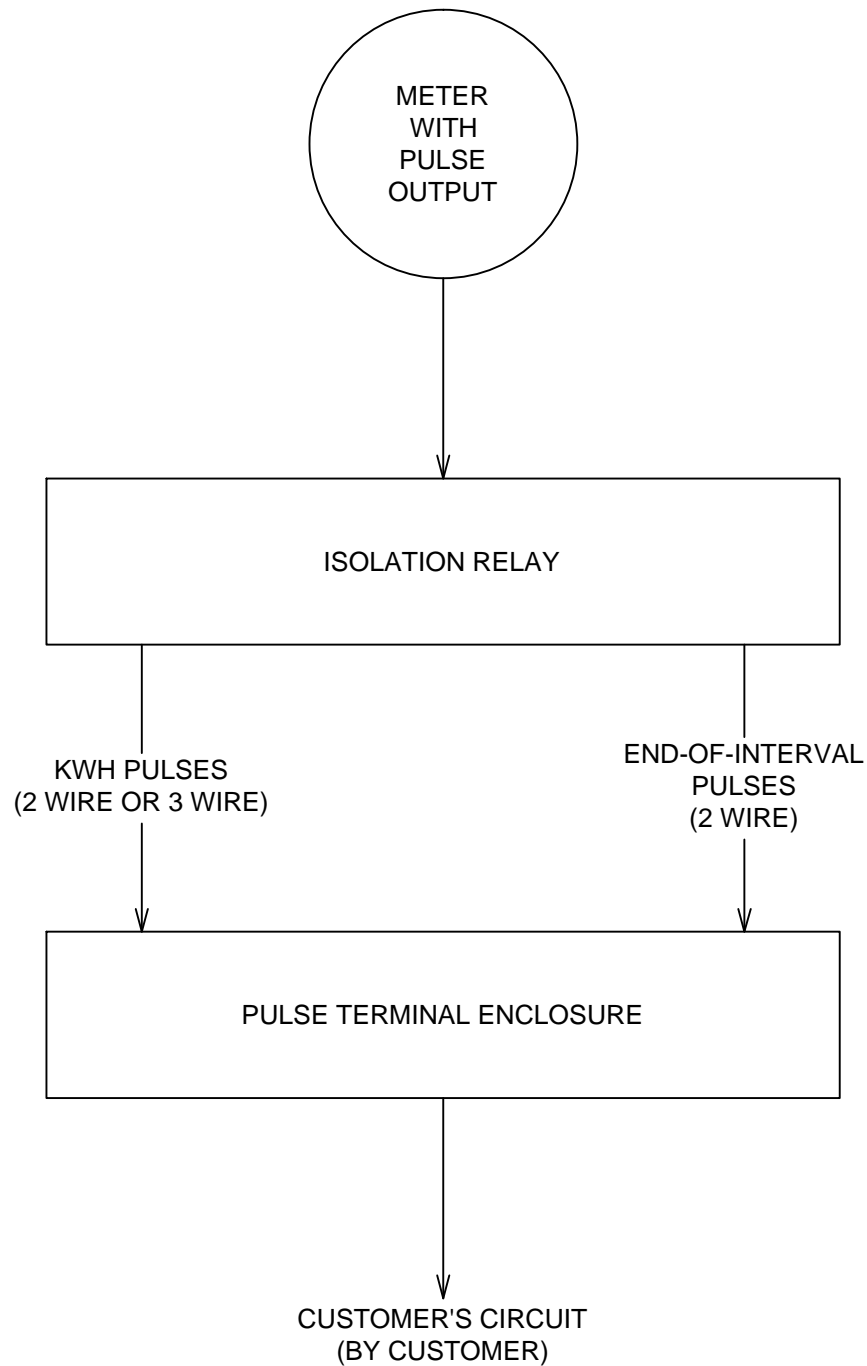 METER
WITH
PULSE
OUTPUT
ISOLATION RELAY
KWH PULSES
(2 WIRE OR 3 WIRE)
END-OF-INTERVAL
PULSES
(2 WIRE)
PULSE TERMINAL ENCLOSURE
CUSTOMER'S CIRCUIT
(BY CUSTOMER)